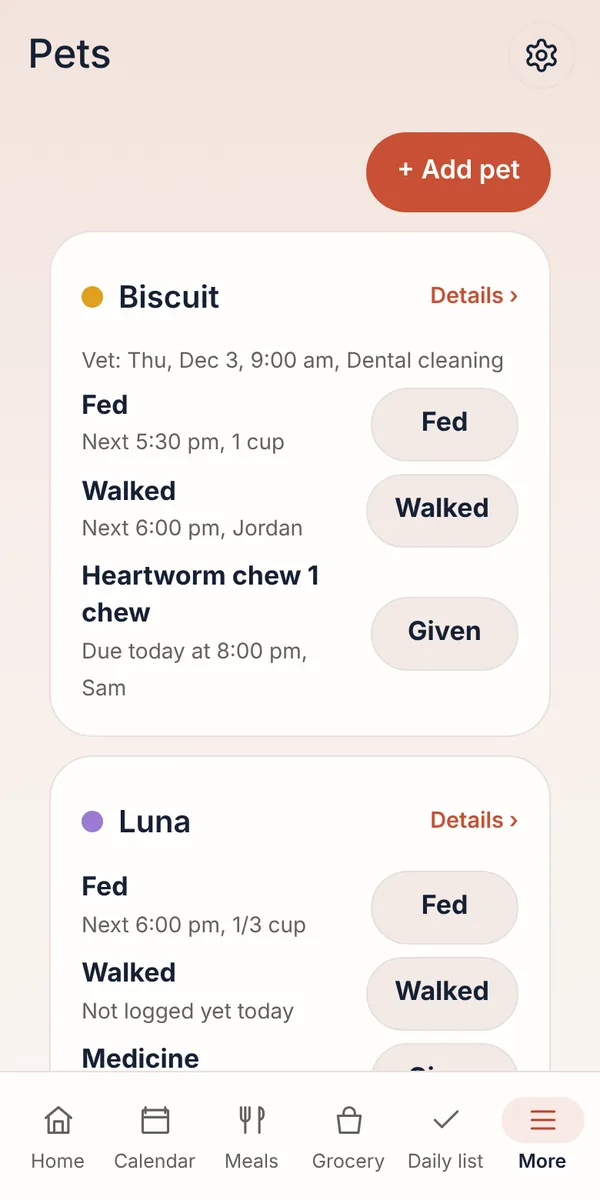 Pets
+ Add pet
Biscuit
Details ›
Vet: Thu, Dec 3, 9:00 am, Dental cleaning
Fed
Next 5:30 pm, 1 cup
Fed
Walked
Next 6:00 pm, Jordan
Walked
Heartworm chew 1
chew
Due today at 8:00 pm,
Sam
Given
Luna
Details ›
Fed
Next 6:00 pm, 1/3 cup
Fed
Walked
Not logged yet today
Walked
Medicine
Home
Calendar
Meals
Grocery
Daily list
More